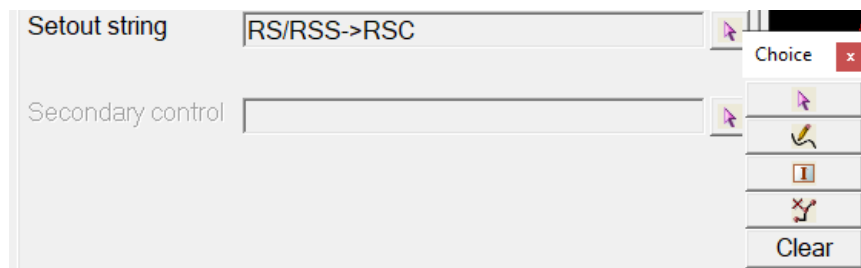 Setout string
RS/RSS->RSC
Choice
x
Secondary control
I
Clear